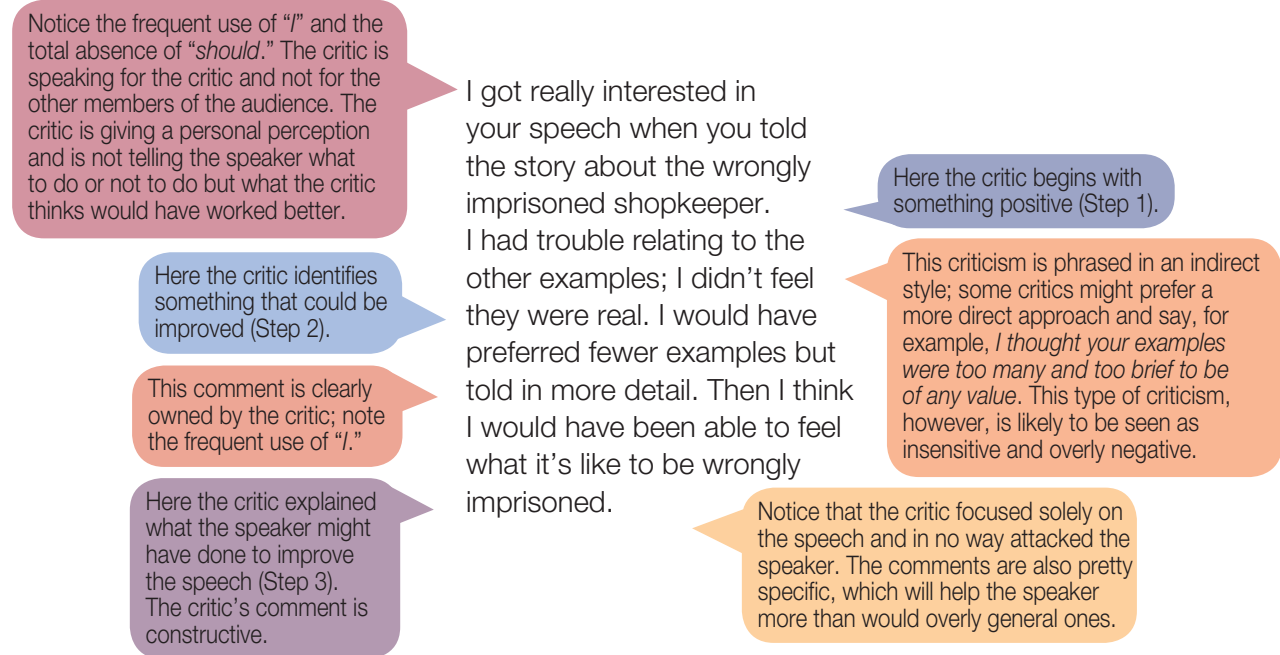 Notice the frequent use of “I” and the
total absence of “should.” The critic is
speaking for the critic and not for the
other members of the audience. The
critic is giving a personal perception
and is not telling the speaker what
to do or not to do but what the critic
thinks would have worked better.
Here the critic identifies
something that could be
improved (Step 2).
This comment is clearly
owned by the critic; note
the frequent use of “I.”
Here the critic explained
what the speaker might
have done to improve
the speech (Step 3).
The critic’s comment is
constructive.
I got really interested in
your speech when you told
the story about the wrongly
imprisoned shopkeeper.
I had trouble relating to the
other examples; I didn’t feel
they were real. I would have
preferred fewer examples but
told in more detail. Then I think
I would have been able to feel
what it’s like to be wrongly
imprisoned.
Here the critic begins with
something positive (Step 1).
This criticism is phrased in an indirect
style; some critics might prefer a
more direct approach and say, for
example, I thought your examples
were too many and too brief to be
of any value. This type of criticism,
however, is likely to be seen as
insensitive and overly negative.
Notice that the critic focused solely on
the speech and in no way attacked the
speaker. The comments are also pretty
specific, which will help the speaker
more than would overly general ones.